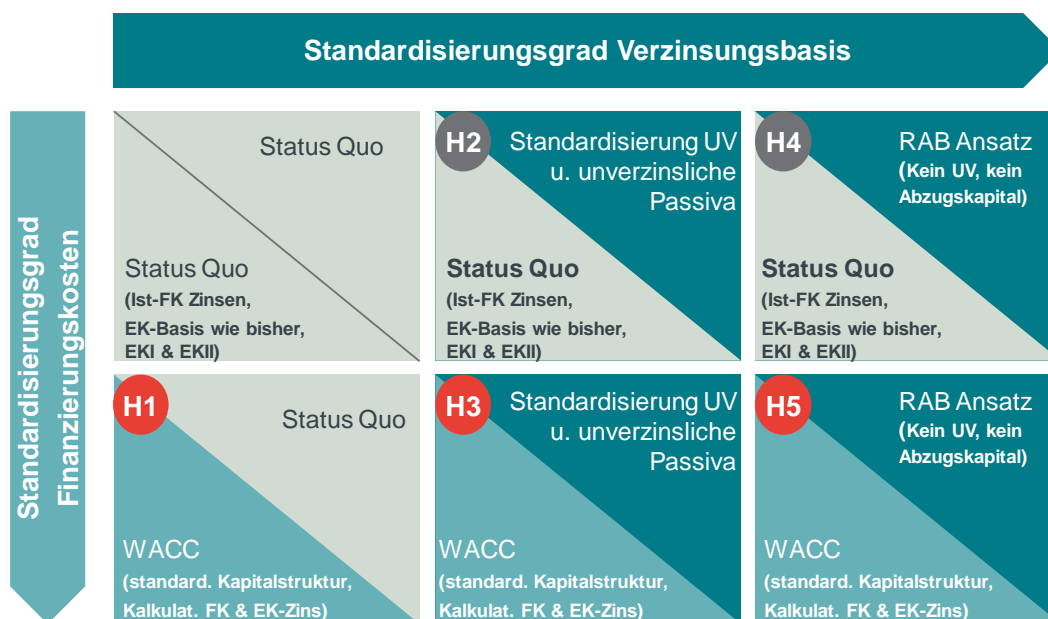 Standardisierungsgrad Verzinsungsbasis
Standardisierungsgrad
Finanzierungskosten
Status Quo
Status Quo
(Ist-FK Zinsen,
EK-Basis wie bisher,
EKI & EKII)
H2
Standardisierung UV
u. unverzinsliche
Passiva
Status Quo
(Ist-FK Zinsen,
EK-Basis wie bisher,
EKI & EKII)
H4
RAB Ansatz
(Kein UV, kein
Abzugskapital)
Status Quo
(Ist-FK Zinsen,
EK-Basis wie bisher,
EKI & EKII)
H1
Status Quo
WACC
(standard. Kapitalstruktur,
Kalkulat. FK & EK-Zins)
H3
Standardisierung UV
u. unverzinsliche
Passiva
WACC
(standard. Kapitalstruktur,
Kalkulat. FK & EK-Zins)
H5
RAB Ansatz
(Kein UV, kein
Abzugskapital)
WACC
(standard. Kapitalstruktur,
Kalkulat. FK & EK-Zins)